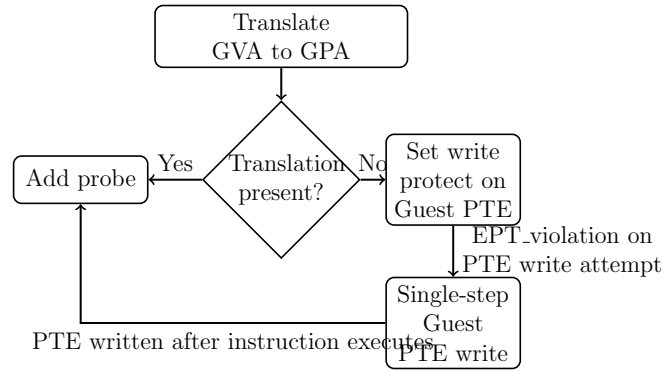 Translate
GVA to GPA
Add probe
Yes
Translation
present?
No
Set write
protect on
Guest PTE
EPT_violation on
PTE write attempt
Single-step
Guest
PTE write
PTE written after instruction executes